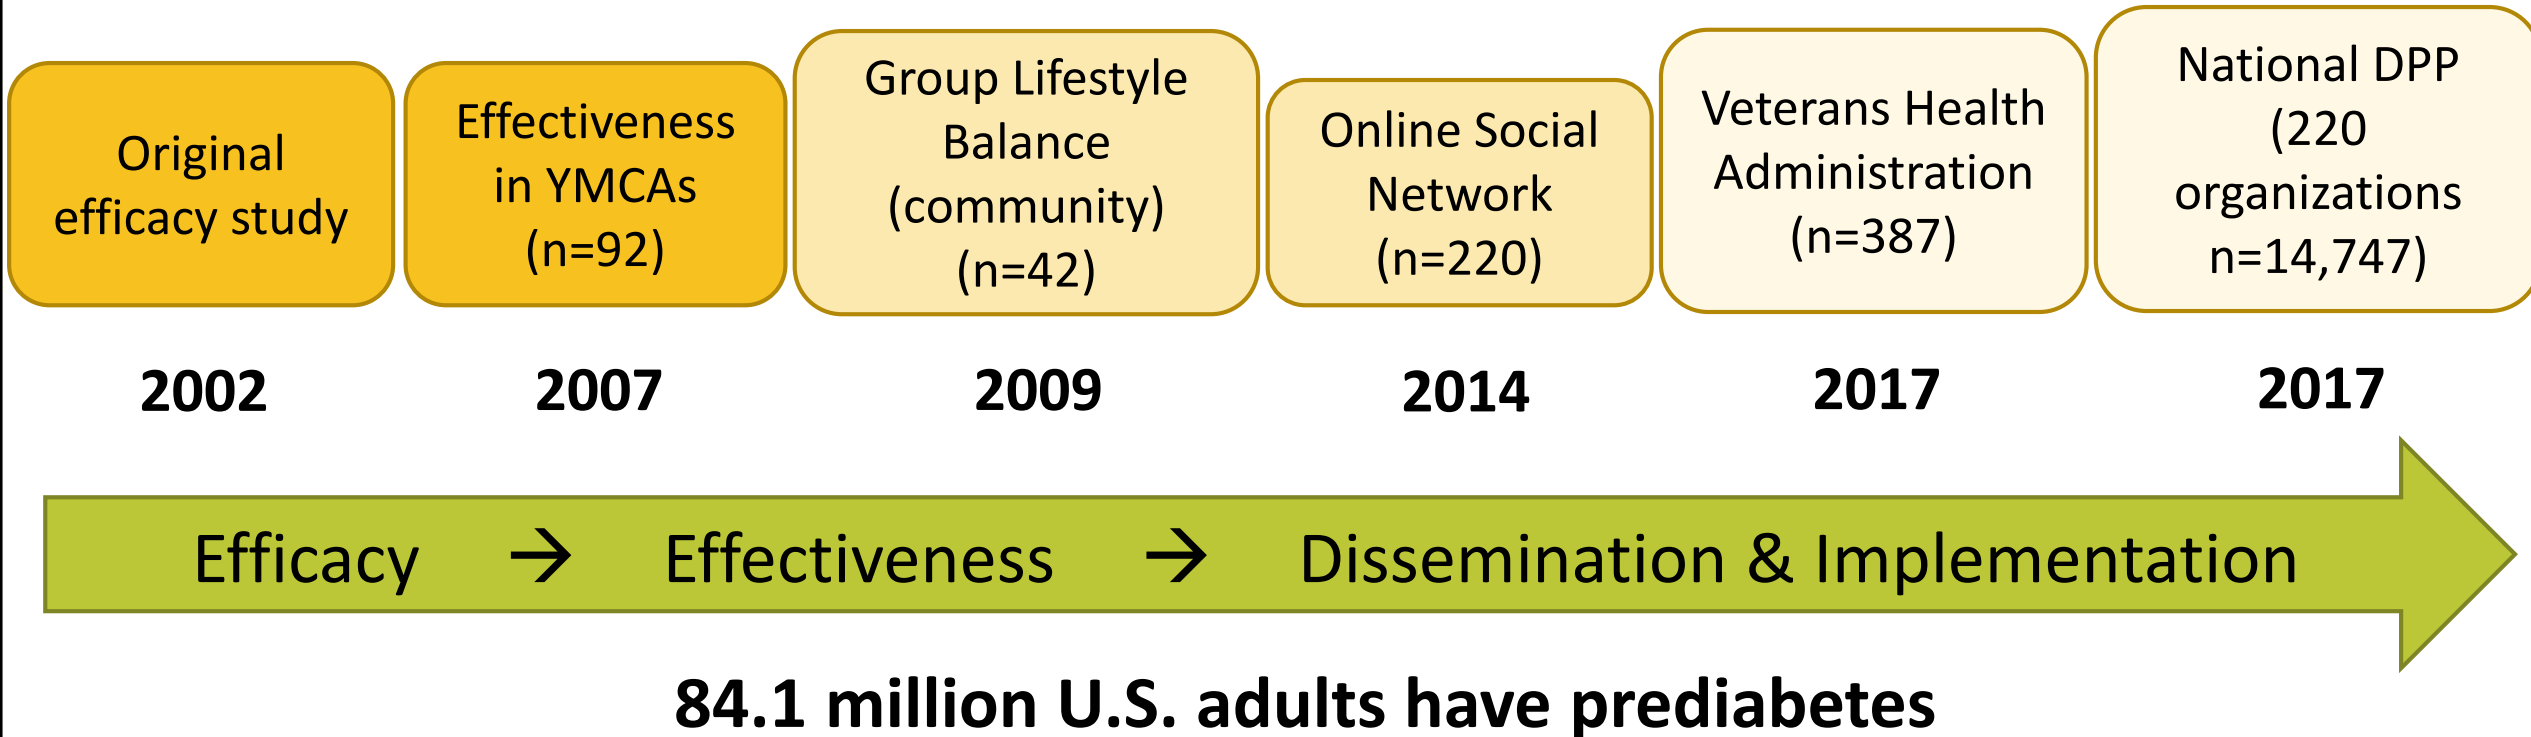 Original
efficacy study
Effectiveness
in YMCAs
(n=92)
Group Lifestyle
Balance
(community)
(n=42)
Online Social
Network
(n=220)
Veterans Health
Administration
(n=387)
National DPP
(220
organizations
n=14,747)
2002
2007
2009
2014
2017
2017
Efficacy → Effectiveness → Dissemination & Implementation
84.1 million U.S. adults have prediabetes